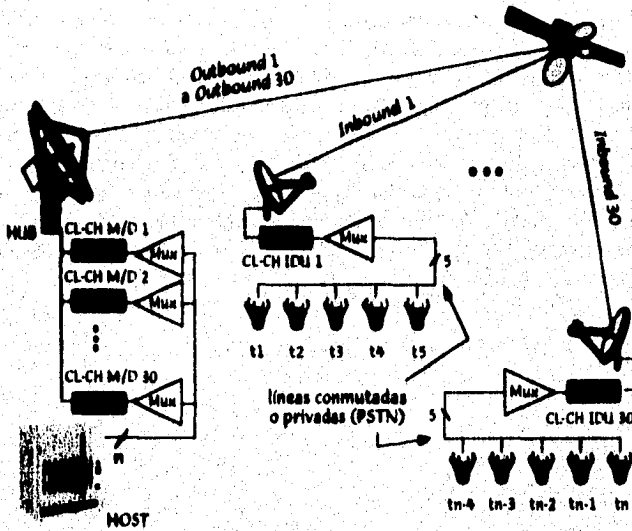 Outbound 1
a Outbound 30
Inbound 1
Inbound 30
HUB
CL-CH M/D 1
Mux
CL-CH M/D 2
Mux
CL-CH M/D 30
Mux
n
HOST
Mux
CL-CH IDU 1
5
t1 t2 t3 t4 t5
líneas conmutadas
o privadas (PSTN)
5
Mux
CL-CH IDU 30
tn-4 tn-3 tn-2 tn-1 tn